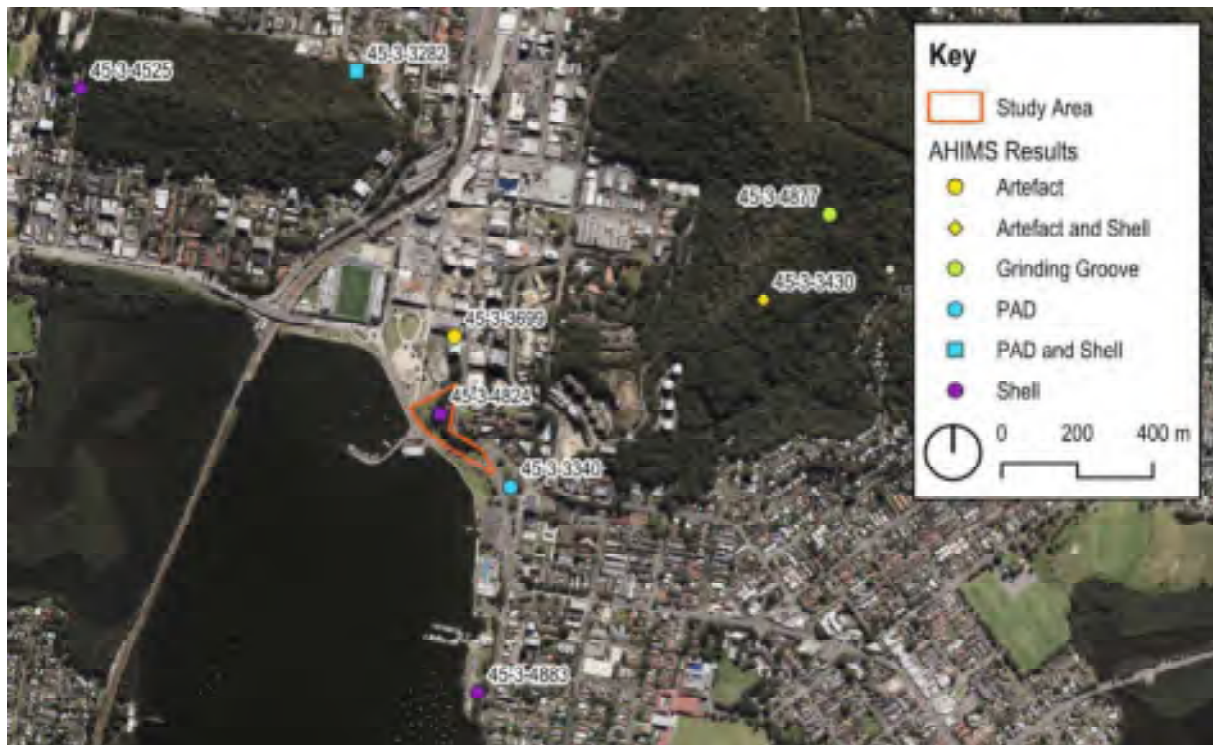 45-3-4525
45-3-3282
45-3-4877
45-3-3430
45-3-3699
45-3-4824
45-3-3340
45-3-4883
Key
Study Area
AHIMS Results
Artefact
Artefact and Shell
Grinding Groove
PAD
PAD and Shell
Shell
0 200 400 m